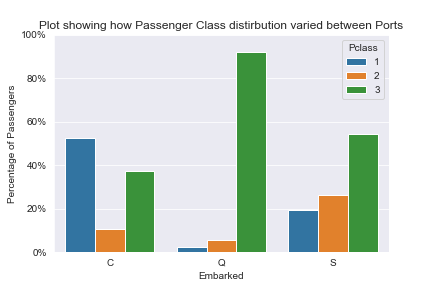 Plot showing how Passenger Class distirbution varied between Ports
100%
80%
60%
40%
20%
0%
Percentage of Passengers
Pclass
1
2
3
C
Q
S
Embarked